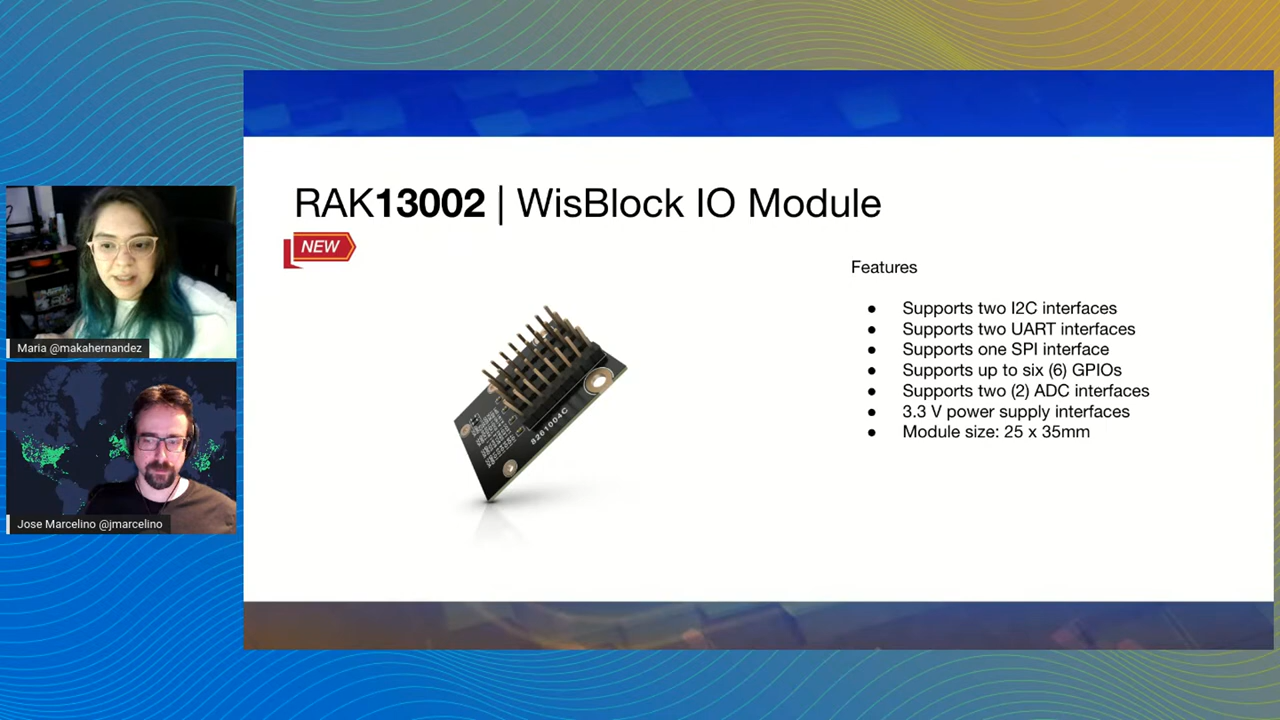 RAK13002 | WisBlock IO Module
NEW
Features
● Supports two I2C interfaces
● Supports two UART interfaces
● Supports one SPI interface
● Supports up to six (6) GPIOs
● Supports two (2) ADC interfaces
● 3.3 V power supply interfaces
● Module size: 25 x 35mm
Maria @makahernandez
Jose Marcelino @jmarcelino